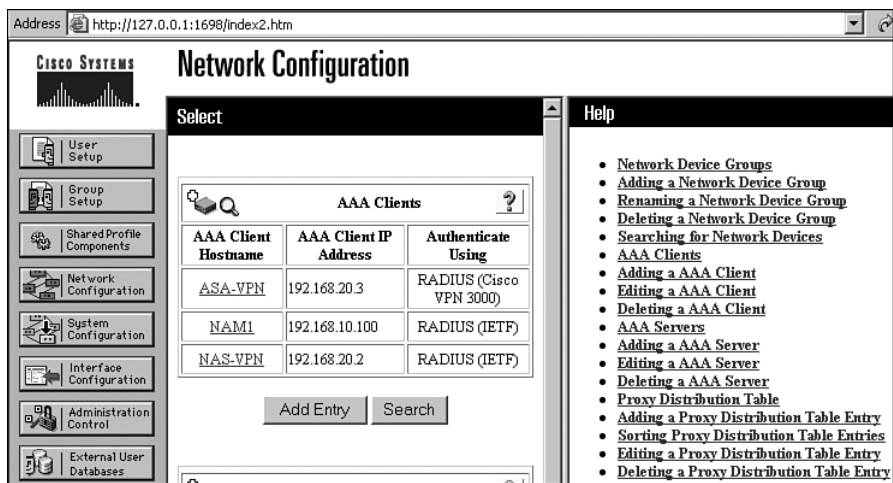 Address http://127.0.0.1:1698/index2.htm
CISCO SYSTEMS
Network Configuration
User
Setup
Group
Setup
Shared Profile
Components
Network
Configuration
System
Configuration
Interface
Configuration
Administration
Control
External User
Databases
Select
AAA Clients
?
AAA Client Hostname
AAA Client IP Address
Authenticate Using
ASA-VPN 192.168.20.3 RADIUS (Cisco VPN 3000)
NAM1 192.168.10.100 RADIUS (IETF)
NAS-VPN 192.168.20.2 RADIUS (IETF)
Add Entry Search
Help
Network Device Groups
Adding a Network Device Group
Renaming a Network Device Group
Deleting a Network Device Group
Searching for Network Devices
AAA Clients
Adding a AAA Client
Editing a AAA Client
Deleting a AAA Client
AAA Servers
Adding a AAA Server
Editing a AAA Server
Deleting a AAA Server
Proxy Distribution Table
Adding a Proxy Distribution Table Entry
Sorting Proxy Distribution Table Entries
Editing a Proxy Distribution Table Entry
Deleting a Proxy Distribution Table Entry